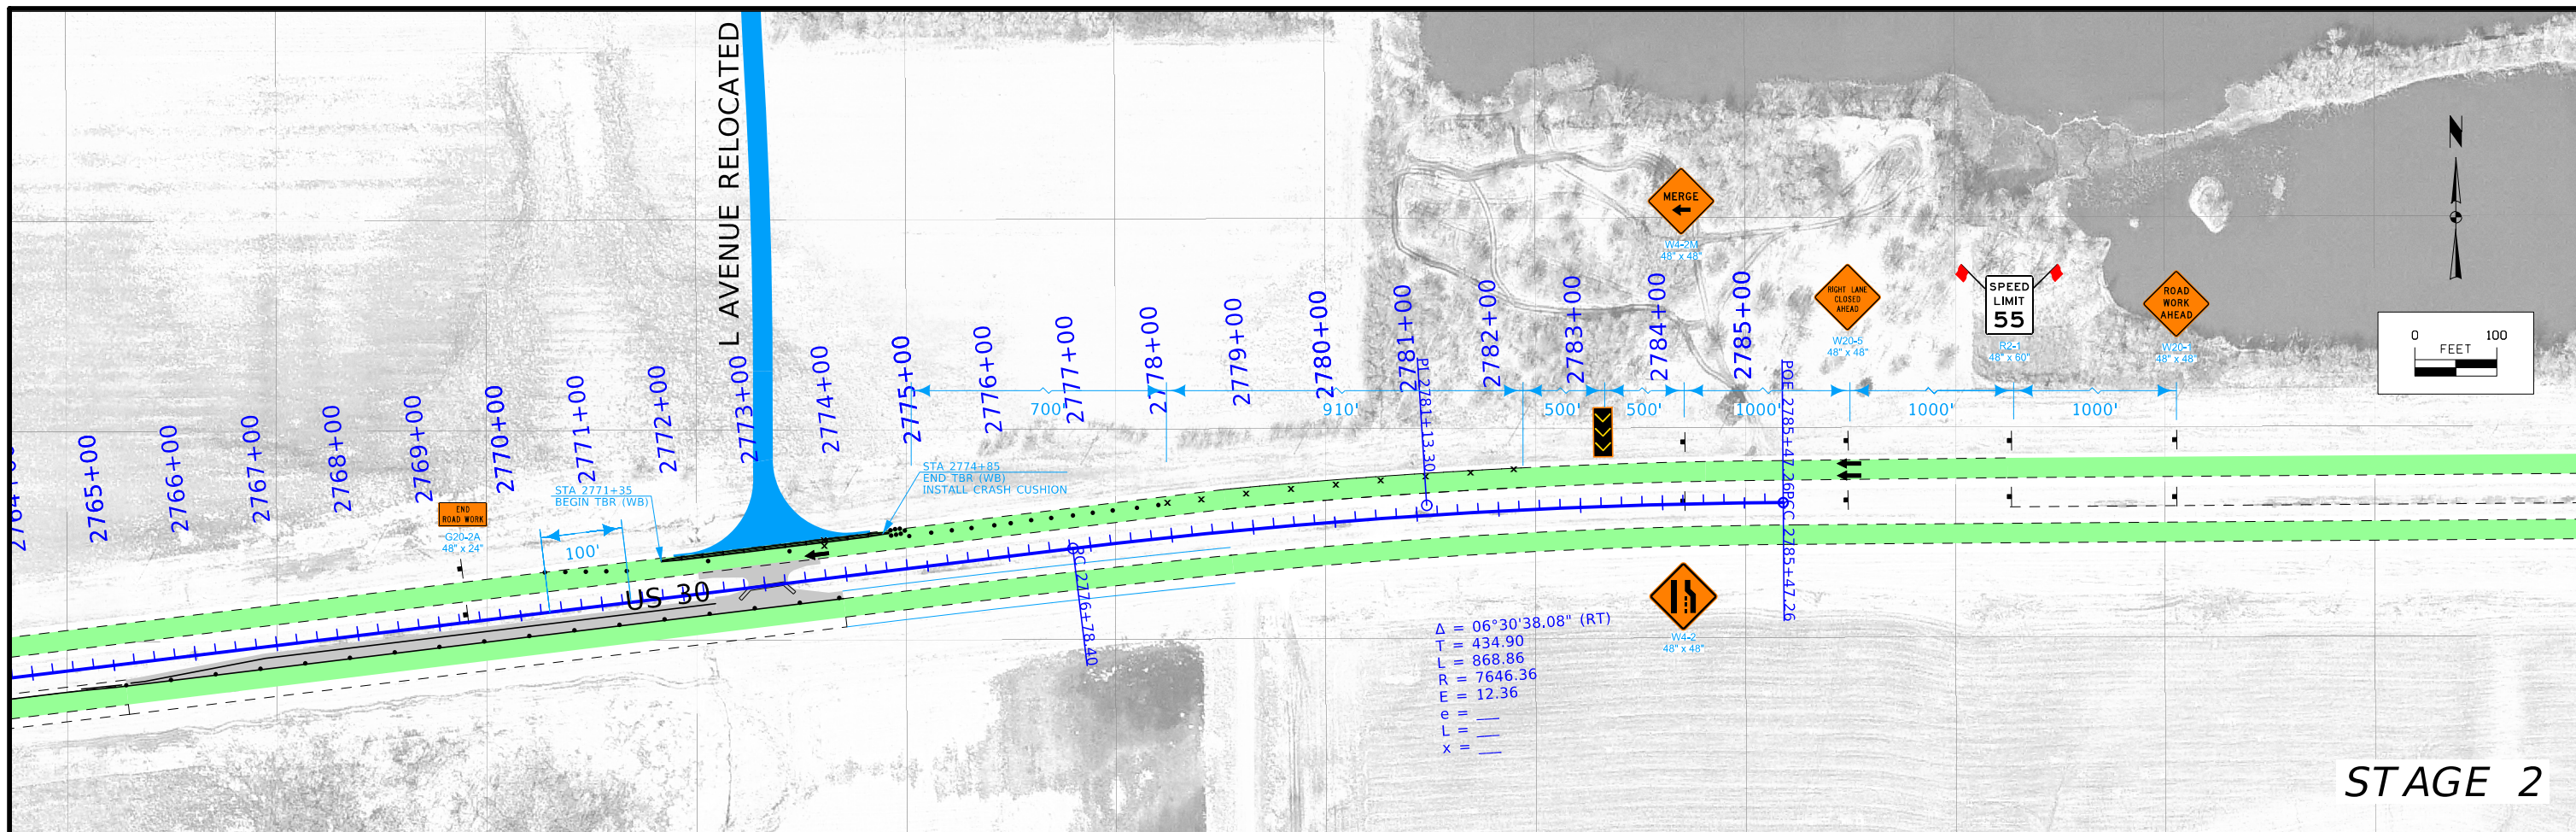 L AVENUE RELOCATED
MERGE
W4-2M
48" x 48"
RIGHT LANE
CLOSED
AHEAD
W20-5
48" x 48"
SPEED
LIMIT
55
R2-1
48" x 60"
ROAD
WORK
AHEAD
W20-1
48" x 48"
N
0 100
FEET
2765+00
2766+00
2767+00
2768+00
2769+00
2770+00
2771+00
2772+00
2773+00
2774+00
2775+00
2776+00
2777+00
2778+00
2779+00
2780+00
2781+00
2782+00
2783+00
2784+00
2785+00
700'
910'
500'
500'
1000'
1000'
1000'
PI 2781+13.30
POE 2785+47.26
PCC 2785+47.26
PC 2776+78.40
STA 2774+85
END TBR (WB)
INSTALL CRASH CUSHION
STA 2771+35
BEGIN TBR (WB)
END
ROAD WORK
G20-2A
48" x 24"
100'
US 30
W4-2
48" x 48"
Δ = 06°30'38.08" (RT)
T = 434.90
L = 868.86
R = 7646.36
E = 12.36
e = ___
L = ___
x = ___
STAGE 2